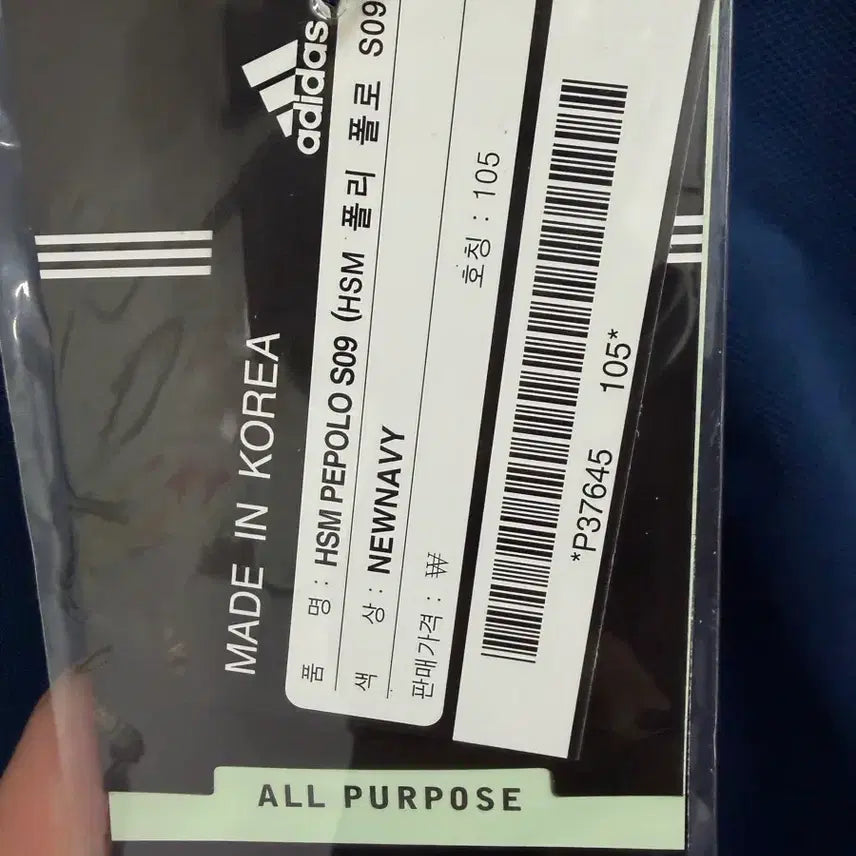 adidas
MADE IN KOREA
품 명 : HSM PEPOLO S09 (HSM 폴리 폴로 S09
색 상 : NEWNAVY
판매가격 : ₩
호칭 : 105
*P37645 105*
ALL PURPOSE